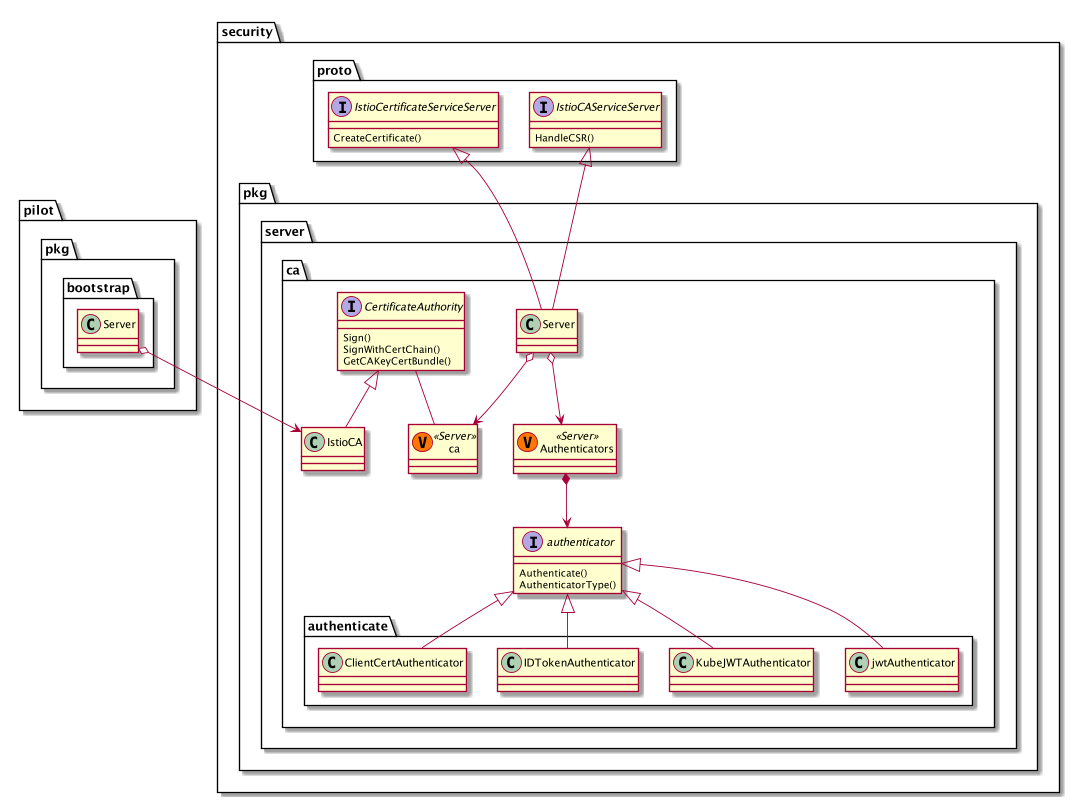 security
proto
I IstioCertificateServiceServer
CreateCertificate()
I IstioCAServiceServer
HandleCSR()
pilot
pkg
bootstrap
C Server
pkg
server
ca
I CertificateAuthority
Sign()
SignWithCertChain()
GetCAKeyCertBundle()
C Server
C IstioCA
V «Server»
ca
V «Server»
Authenticators
I authenticator
Authenticate()
AuthenticatorType()
authenticate
C ClientCertAuthenticator
C IDTokenAuthenticator
C KubeJWTAuthenticator
C jwtAuthenticator